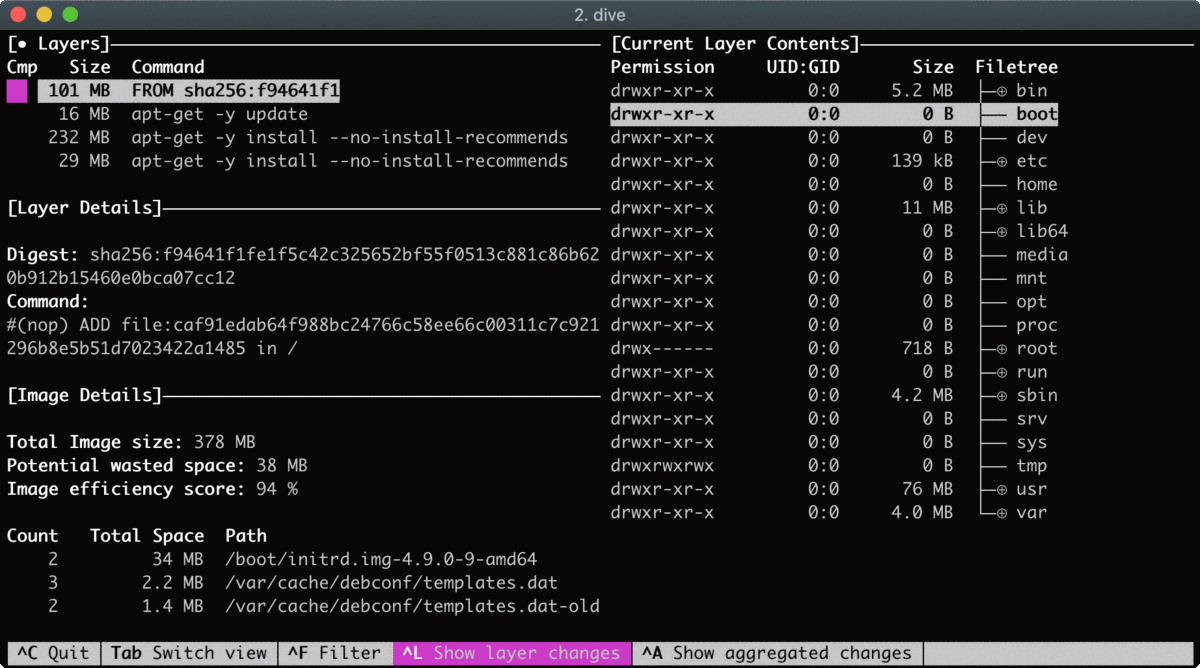 2. dive
[● Layers]
Cmp Size Command
101 MB FROM sha256:f94641f1
16 MB apt-get -y update
232 MB apt-get -y install --no-install-recommends
29 MB apt-get -y install --no-install-recommends
[Layer Details]
Digest: sha256:f94641f1fe1f5c42c325652bf55f0513c881c86b62
0b912b15460e0bca07cc12
Command:
#(nop) ADD file:caf91edab64f988bc24766c58ee66c00311c7c921
296b8e5b51d7023422a1485 in /
[Image Details]
Total Image size: 378 MB
Potential wasted space: 38 MB
Image efficiency score: 94 %
Count Total Space Path
2 34 MB /boot/initrd.img-4.9.0-9-amd64
3 2.2 MB /var/cache/debconf/templates.dat
2 1.4 MB /var/cache/debconf/templates.dat-old
[Current Layer Contents]
Permission UID:GID Size Filetree
drwxr-xr-x 0:0 5.2 MB ├─⊕ bin
drwxr-xr-x 0:0 0 B ├── boot
drwxr-xr-x 0:0 0 B ├── dev
drwxr-xr-x 0:0 139 kB ├─⊕ etc
drwxr-xr-x 0:0 0 B ├── home
drwxr-xr-x 0:0 11 MB ├─⊕ lib
drwxr-xr-x 0:0 0 B ├─⊕ lib64
drwxr-xr-x 0:0 0 B ├── media
drwxr-xr-x 0:0 0 B ├── mnt
drwxr-xr-x 0:0 0 B ├── opt
drwxr-xr-x 0:0 0 B ├── proc
drwx------ 0:0 718 B ├─⊕ root
drwxr-xr-x 0:0 0 B ├─⊕ run
drwxr-xr-x 0:0 4.2 MB ├─⊕ sbin
drwxr-xr-x 0:0 0 B ├── srv
drwxr-xr-x 0:0 0 B ├── sys
drwxrwxrwx 0:0 0 B ├── tmp
drwxr-xr-x 0:0 76 MB ├─⊕ usr
drwxr-xr-x 0:0 4.0 MB └─⊕ var
^C Quit Tab Switch view ^F Filter ^L Show layer changes ^A Show aggregated changes